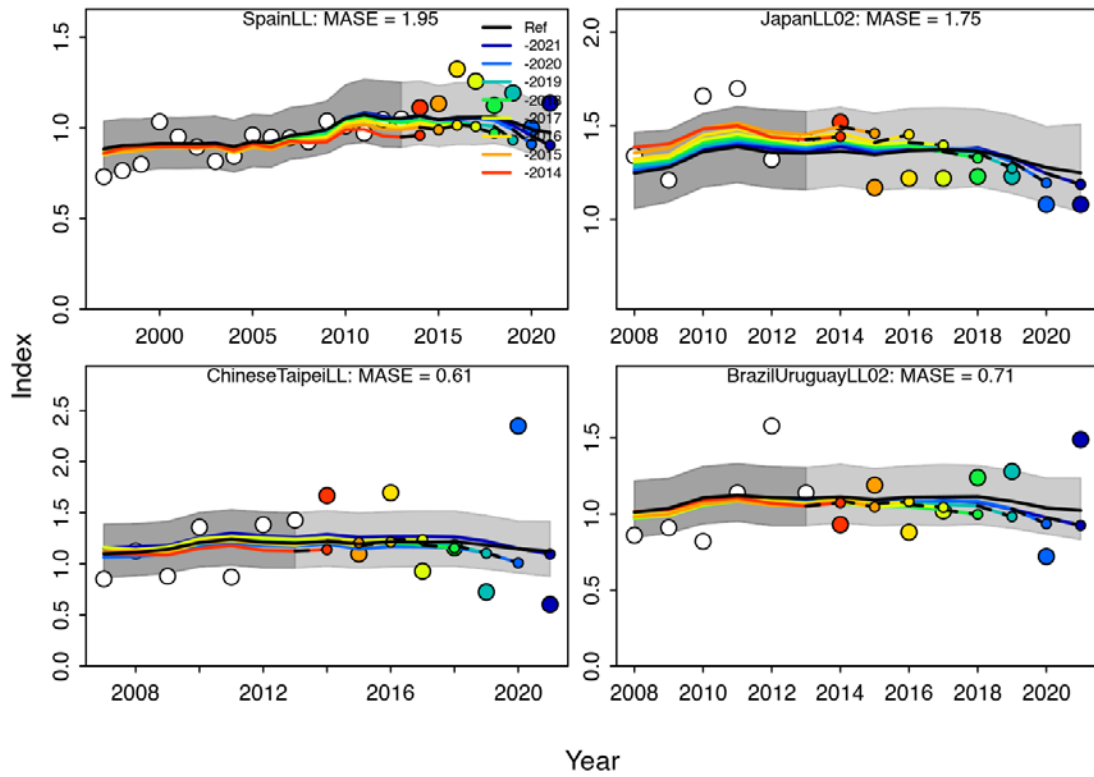 SpainLL: MASE = 1.95
Ref
-2021
-2020
-2019
-2018
-2017
-2016
-2015
-2014
0.0 0.5 1.0 1.5
2000 2005 2010 2015 2020
JapanLL02: MASE = 1.75
1.0 1.5 2.0
2008 2010 2012 2014 2016 2018 2020
ChineseTaipeiLL: MASE = 0.61
0.0 0.5 1.0 1.5 2.0 2.5
2008 2012 2016 2020
BrazilUruguayLL02: MASE = 0.71
0.0 0.5 1.0 1.5
2008 2010 2012 2014 2016 2018 2020
Index
Year